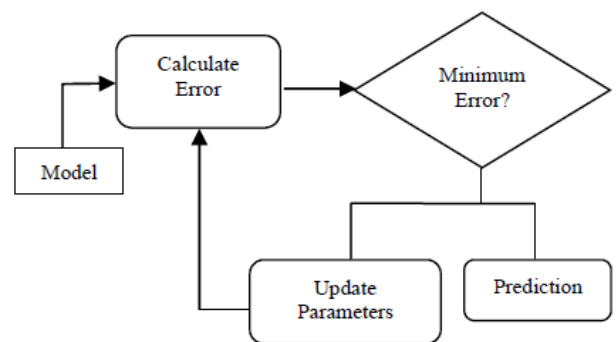 Calculate
Error
Minimum
Error?
Model
Update
Parameters
Prediction